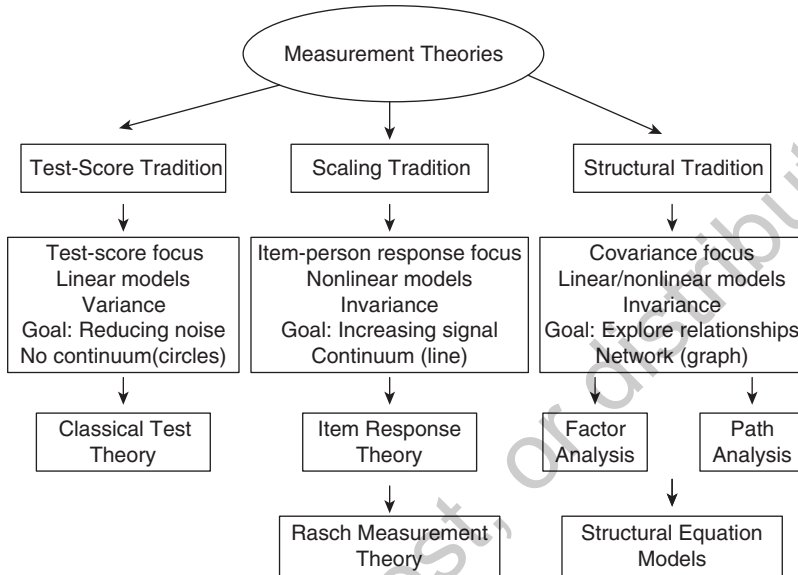 Measurement Theories
Test-Score Tradition
Scaling Tradition
Structural Tradition
Test-score focus
Linear models
Variance
Goal: Reducing noise
No continuum(circles)
Item-person response focus
Nonlinear models
Invariance
Goal: Increasing signal
Continuum (line)
Covariance focus
Linear/nonlinear models
Invariance
Goal: Explore relationships
Network (graph)
Classical Test
Theory
Item Response
Theory
Factor
Analysis
Path
Analysis
Rasch Measurement
Theory
Structural Equation
Models
or distribut